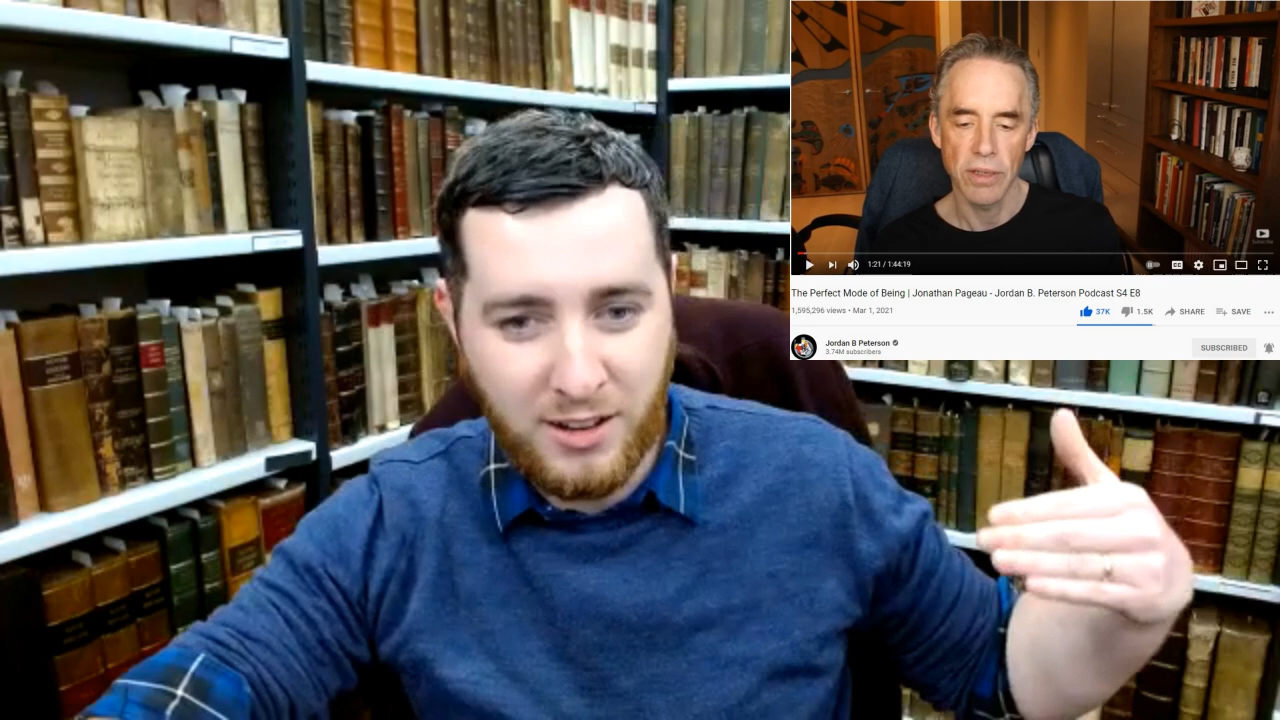 1:21 / 1:44:19
The Perfect Mode of Being | Jonathan Pageau - Jordan B. Peterson Podcast S4 E8
1,595,296 views • Mar 1, 2021
37K
1.5K
SHARE
SAVE
Jordan B Peterson
3.74M subscribers
SUBSCRIBED